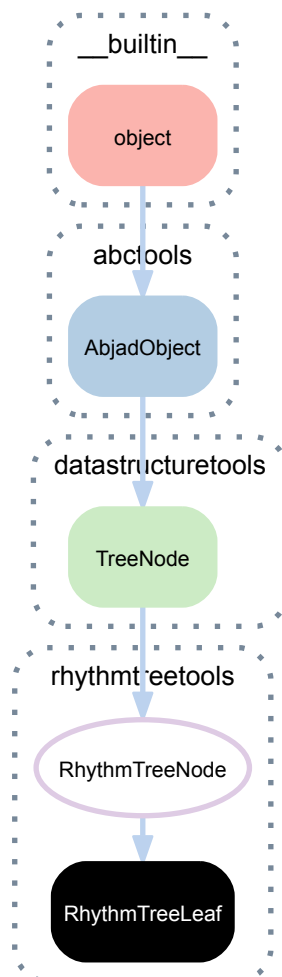 __builtin__
object
abctools
AbjadObject
datastructuretools
TreeNode
rhythmtreetools
RhythmTreeNode
RhythmTreeLeaf